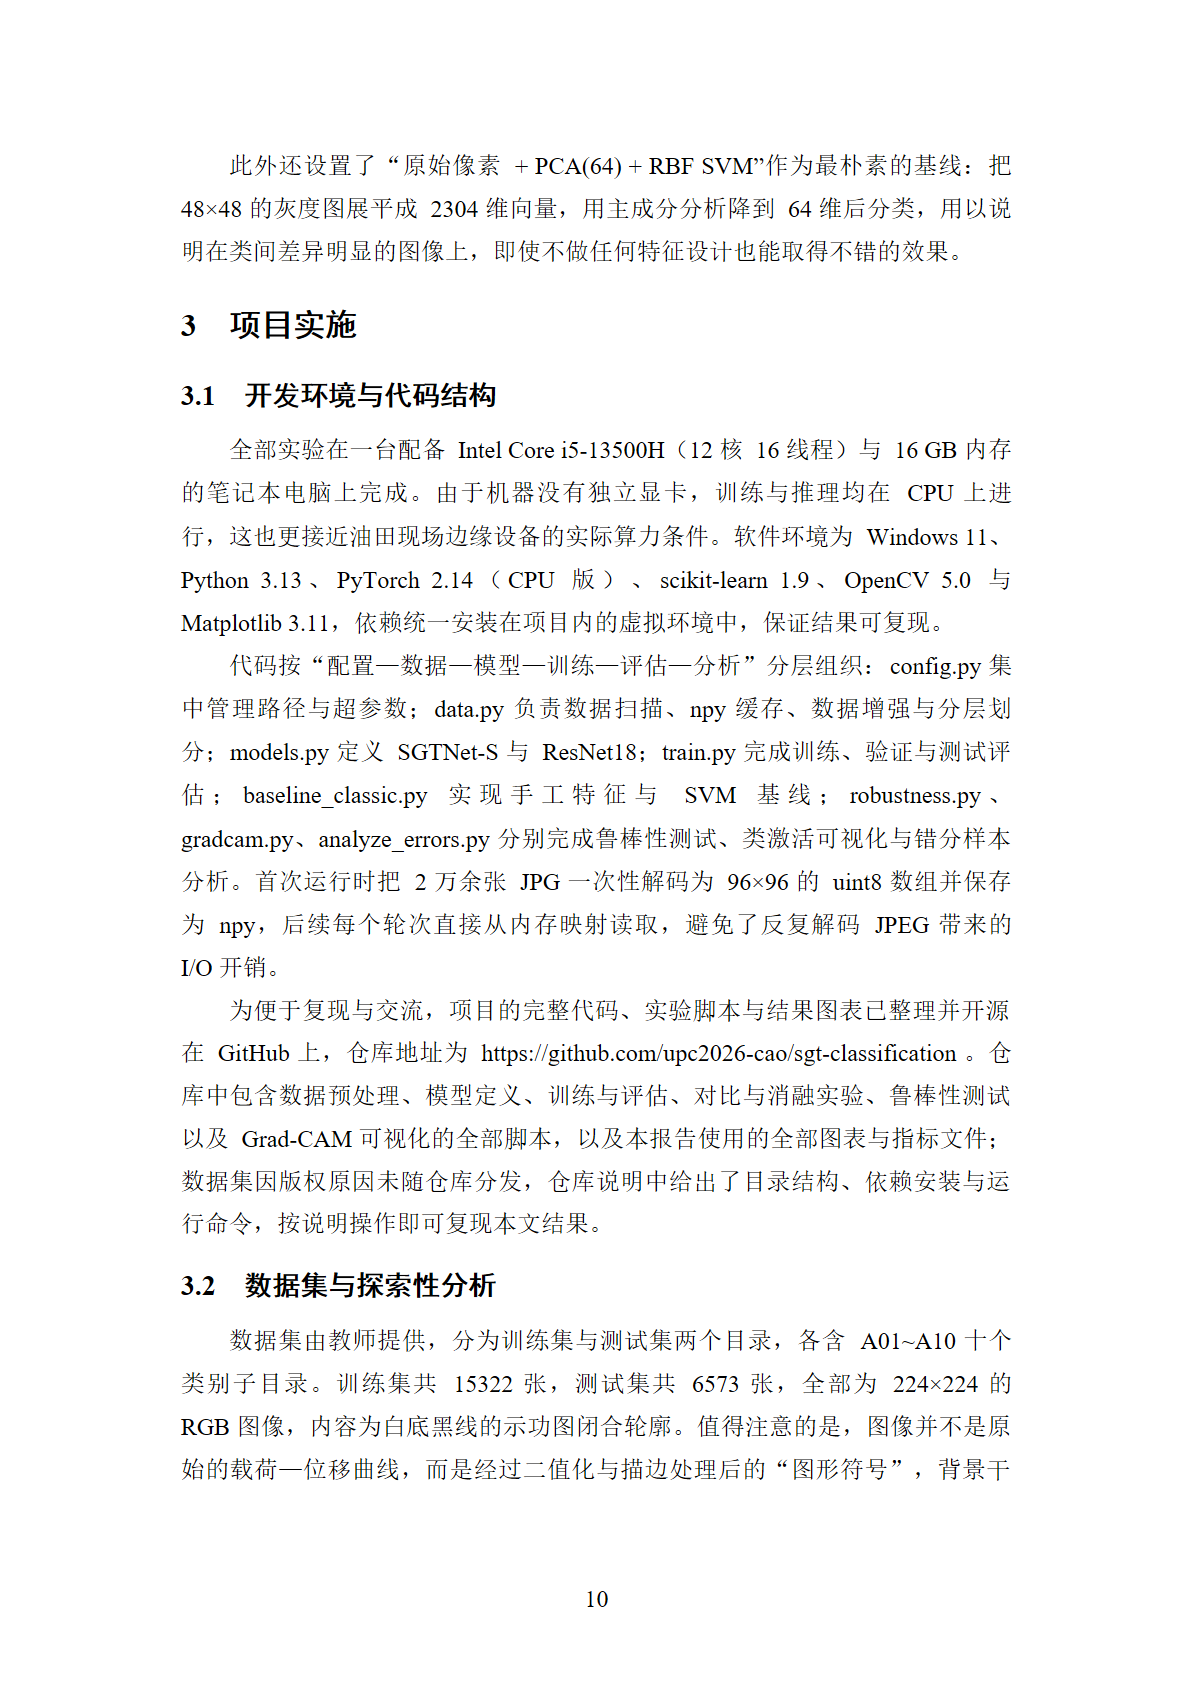 此外还设置了“原始像素 + PCA(64) + RBF SVM”作为最朴素的基线：把
48×48 的灰度图展平成 2304 维向量，用主成分分析降到 64 维后分类，用以说
明在类间差异明显的图像上，即使不做任何特征设计也能取得不错的效果。
3 项目实施
3.1 开发环境与代码结构
全部实验在一台配备 Intel Core i5-13500H（12 核 16 线程）与 16 GB 内存
的笔记本电脑上完成。由于机器没有独立显卡，训练与推理均在 CPU 上进
行，这也更接近油田现场边缘设备的实际算力条件。软件环境为 Windows 11、
Python 3.13、PyTorch 2.14（CPU 版）、scikit-learn 1.9、OpenCV 5.0 与
Matplotlib 3.11，依赖统一安装在项目内的虚拟环境中，保证结果可复现。
代码按“配置—数据—模型—训练—评估—分析”分层组织：config.py 集
中管理路径与超参数；data.py 负责数据扫描、npy 缓存、数据增强与分层划
分；models.py 定义 SGTNet-S 与 ResNet18；train.py 完成训练、验证与测试评
估；baseline_classic.py 实现手工特征与 SVM 基线；robustness.py、
gradcam.py、analyze_errors.py 分别完成鲁棒性测试、类激活可视化与错分样本
分析。首次运行时把 2 万余张 JPG 一次性解码为 96×96 的 uint8 数组并保存
为 npy，后续每个轮次直接从内存映射读取，避免了反复解码 JPEG 带来的
I/O 开销。
为便于复现与交流，项目的完整代码、实验脚本与结果图表已整理并开源
在 GitHub 上，仓库地址为 https://github.com/upc2026-cao/sgt-classification 。仓
库中包含数据预处理、模型定义、训练与评估、对比与消融实验、鲁棒性测试
以及 Grad-CAM 可视化的全部脚本，以及本报告使用的全部图表与指标文件；
数据集因版权原因未随仓库分发，仓库说明中给出了目录结构、依赖安装与运
行命令，按说明操作即可复现本文结果。
3.2 数据集与探索性分析
数据集由教师提供，分为训练集与测试集两个目录，各含 A01~A10 十个
类别子目录。训练集共 15322 张，测试集共 6573 张，全部为 224×224 的
RGB 图像，内容为白底黑线的示功图闭合轮廓。值得注意的是，图像并不是原
始的载荷—位移曲线，而是经过二值化与描边处理后的“图形符号”，背景干
10